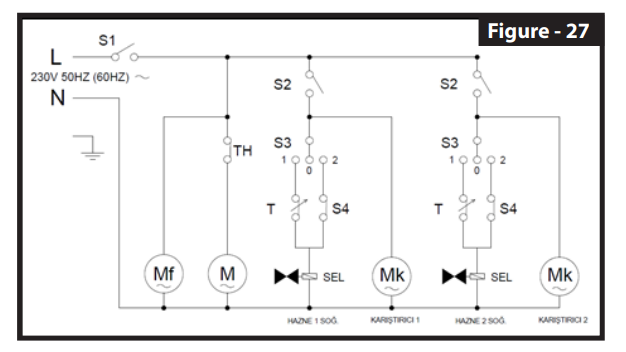 Figure - 27
S1
L
230V 50HZ (60HZ) ~
N
S2
S2
S3
S3
TH
1 0 2
1 0 2
T
S4
T
S4
Mf
M
SEL
Mk
SEL
Mk
HAZNE 1 SOĞ.
KARIŞTIRICI 1
HAZNE 2 SOĞ.
KARIŞTIRICI 2